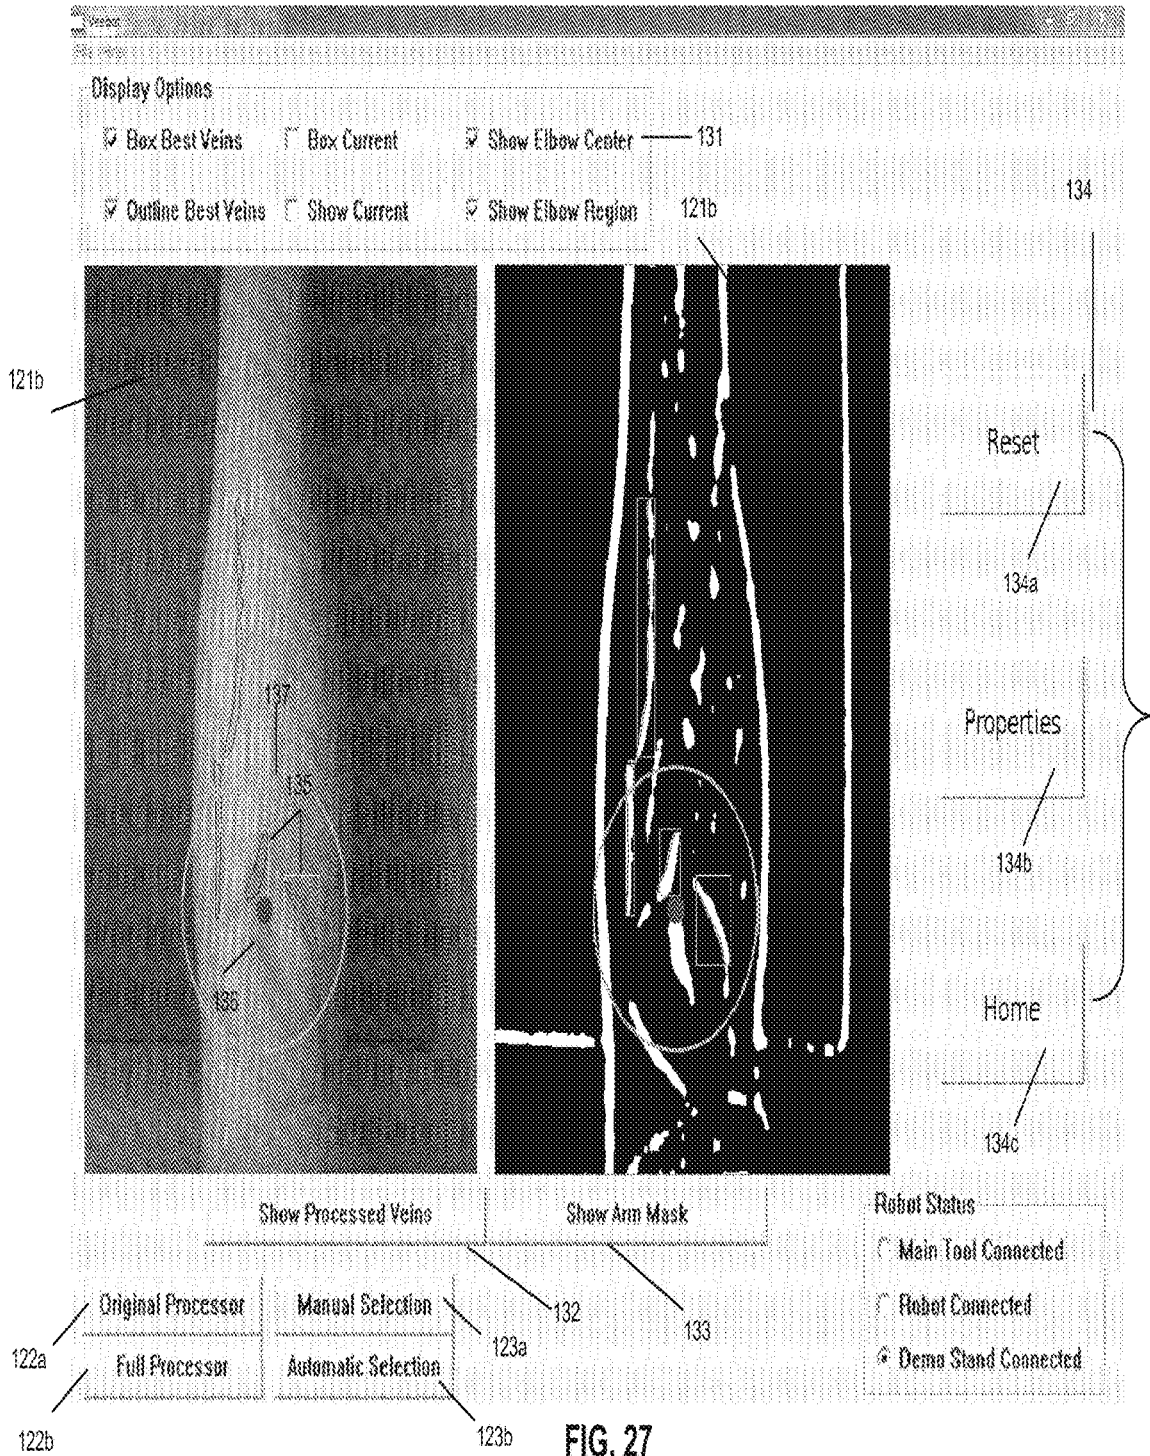 Display Options
Box Best Veins
Box Current
Show Elbow Center
131
Outline Best Veins
Show Current
Show Elbow Region
121b
134
121b
Reset
134a
137
Properties
134b
136
Home
134c
Show Processed Veins
Show Arm Mask
Robot Status
Main Tool Connected
Robot Connected
Demo Stand Connected
132
133
Original Processor
Manual Selection
123a
122a
Full Processor
Automatic Selection
122b
123b
FIG. 27